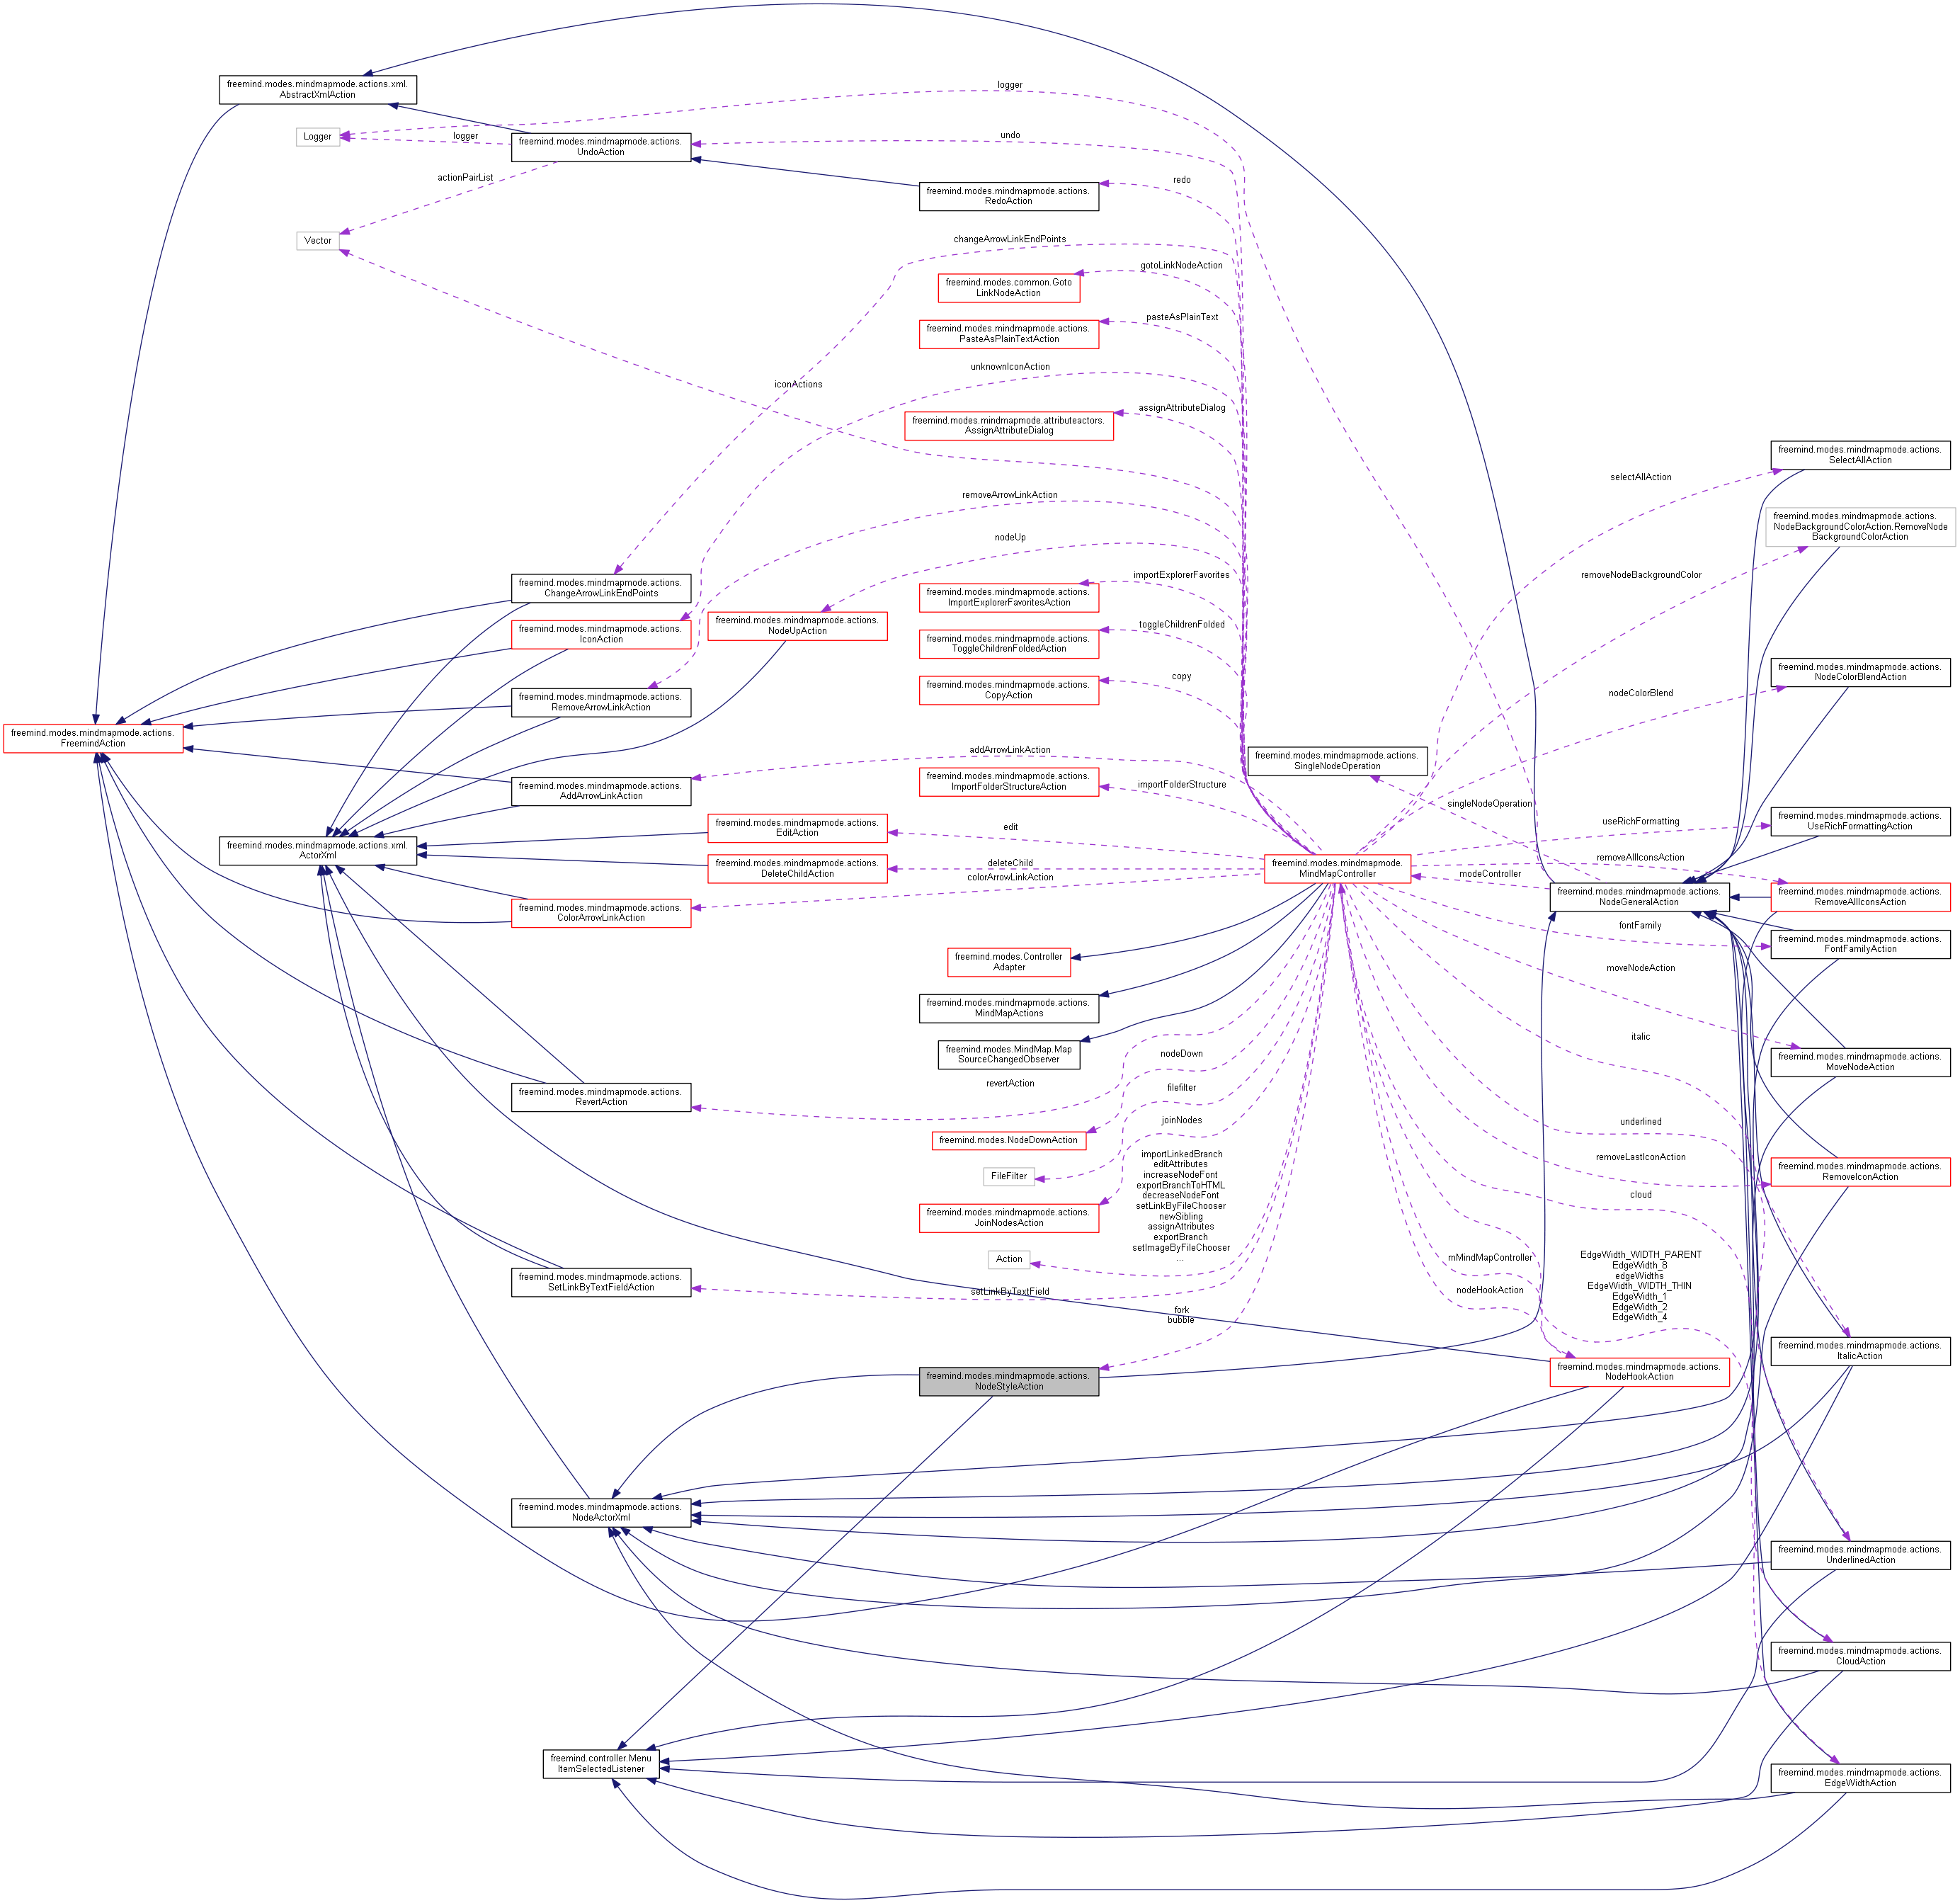 freemind.modes.mindmapmode.actions.xml.
AbstractXmlAction
logger
Logger
logger
freemind.modes.mindmapmode.actions.
UndoAction
undo
actionPairList
redo
freemind.modes.mindmapmode.actions.
RedoAction
Vector
changeArrowLinkEndPoints
gotoLinkNodeAction
freemind.modes.common.Goto
LinkNodeAction
pasteAsPlainText
freemind.modes.mindmapmode.actions.
PasteAsPlainTextAction
unknownIconAction
iconActions
assignAttributeDialog
freemind.modes.mindmapmode.attributeactors.
AssignAttributeDialog
freemind.modes.mindmapmode.actions.
SelectAllAction
selectAllAction
removeArrowLinkAction
freemind.modes.mindmapmode.actions.
NodeBackgroundColorAction.RemoveNode
BackgroundColorAction
nodeUp
freemind.modes.mindmapmode.actions.
ChangeArrowLinkEndPoints
importExplorerFavorites
freemind.modes.mindmapmode.actions.
ImportExplorerFavoritesAction
removeNodeBackgroundColor
freemind.modes.mindmapmode.actions.
IconAction
freemind.modes.mindmapmode.actions.
NodeUpAction
toggleChildrenFolded
freemind.modes.mindmapmode.actions.
ToggleChildrenFoldedAction
freemind.modes.mindmapmode.actions.
RemoveArrowLinkAction
copy
freemind.modes.mindmapmode.actions.
CopyAction
nodeColorBlend
freemind.modes.mindmapmode.actions.
NodeColorBlendAction
freemind.modes.mindmapmode.actions.
FreemindAction
addArrowLinkAction
freemind.modes.mindmapmode.actions.
SingleNodeOperation
freemind.modes.mindmapmode.actions.
AddArrowLinkAction
freemind.modes.mindmapmode.actions.
ImportFolderStructureAction
importFolderStructure
singleNodeOperation
freemind.modes.mindmapmode.actions.
UseRichFormattingAction
useRichFormatting
freemind.modes.mindmapmode.actions.xml.
ActorXml
freemind.modes.mindmapmode.actions.
EditAction
edit
freemind.modes.mindmapmode.actions.
DeleteChildAction
deleteChild
colorArrowLinkAction
freemind.modes.mindmapmode.
MindMapController
modeController
removeAllIconsAction
freemind.modes.mindmapmode.actions.
NodeGeneralAction
freemind.modes.mindmapmode.actions.
RemoveAllIconsAction
freemind.modes.mindmapmode.actions.
ColorArrowLinkAction
fontFamily
freemind.modes.mindmapmode.actions.
FontFamilyAction
freemind.modes.Controller
Adapter
moveNodeAction
freemind.modes.mindmapmode.actions.
MindMapActions
italic
freemind.modes.MindMap.Map
SourceChangedObserver
freemind.modes.mindmapmode.actions.
MoveNodeAction
nodeDown
revertAction
freemind.modes.mindmapmode.actions.
RevertAction
filefilter
joinNodes
underlined
freemind.modes.NodeDownAction
removeLastIconAction
freemind.modes.mindmapmode.actions.
RemoveIconAction
FileFilter
importLinkedBranch
editAttributes
increaseNodeFont
exportBranchToHTML
decreaseNodeFont
setLinkByFileChooser
newSibling
assignAttributes
exportBranch
setImageByFileChooser
...
cloud
freemind.modes.mindmapmode.actions.
JoinNodesAction
Action
mMindMapController
EdgeWidth_WIDTH_PARENT
EdgeWidth_8
edgeWidths
EdgeWidth_WIDTH_THIN
EdgeWidth_1
EdgeWidth_2
EdgeWidth_4
freemind.modes.mindmapmode.actions.
SetLinkByTextFieldAction
setLinkByTextField
nodeHookAction
fork
bubble
freemind.modes.mindmapmode.actions.
ItalicAction
freemind.modes.mindmapmode.actions.
NodeStyleAction
freemind.modes.mindmapmode.actions.
NodeHookAction
freemind.modes.mindmapmode.actions.
NodeActorXml
freemind.modes.mindmapmode.actions.
UnderlinedAction
freemind.modes.mindmapmode.actions.
CloudAction
freemind.controller.Menu
ItemSelectedListener
freemind.modes.mindmapmode.actions.
EdgeWidthAction